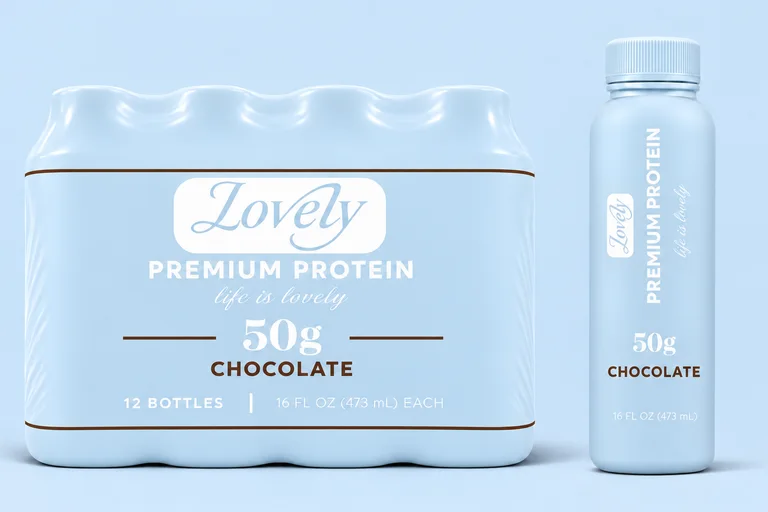 Lovely
PREMIUM PROTEIN
life is lovely
50g
CHOCOLATE
12 BOTTLES | 16 FL OZ (473 mL) EACH
Lovely
PREMIUM PROTEIN
life is lovely
50g
CHOCOLATE
16 FL OZ (473 mL)